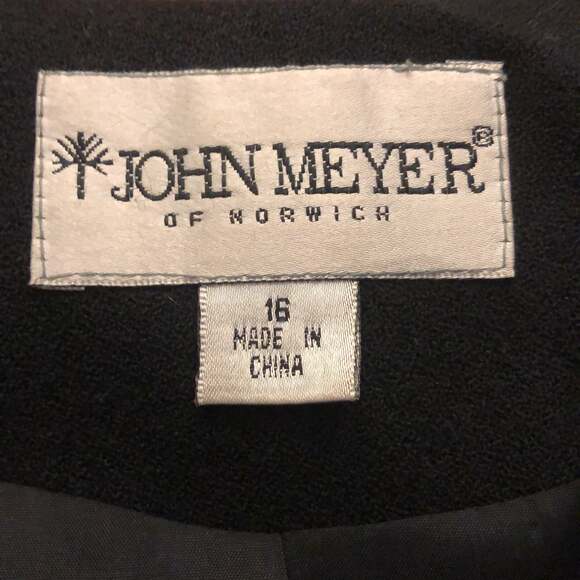 JOHN MEYER®
OF NORWICH
16
MADE IN
CHINA